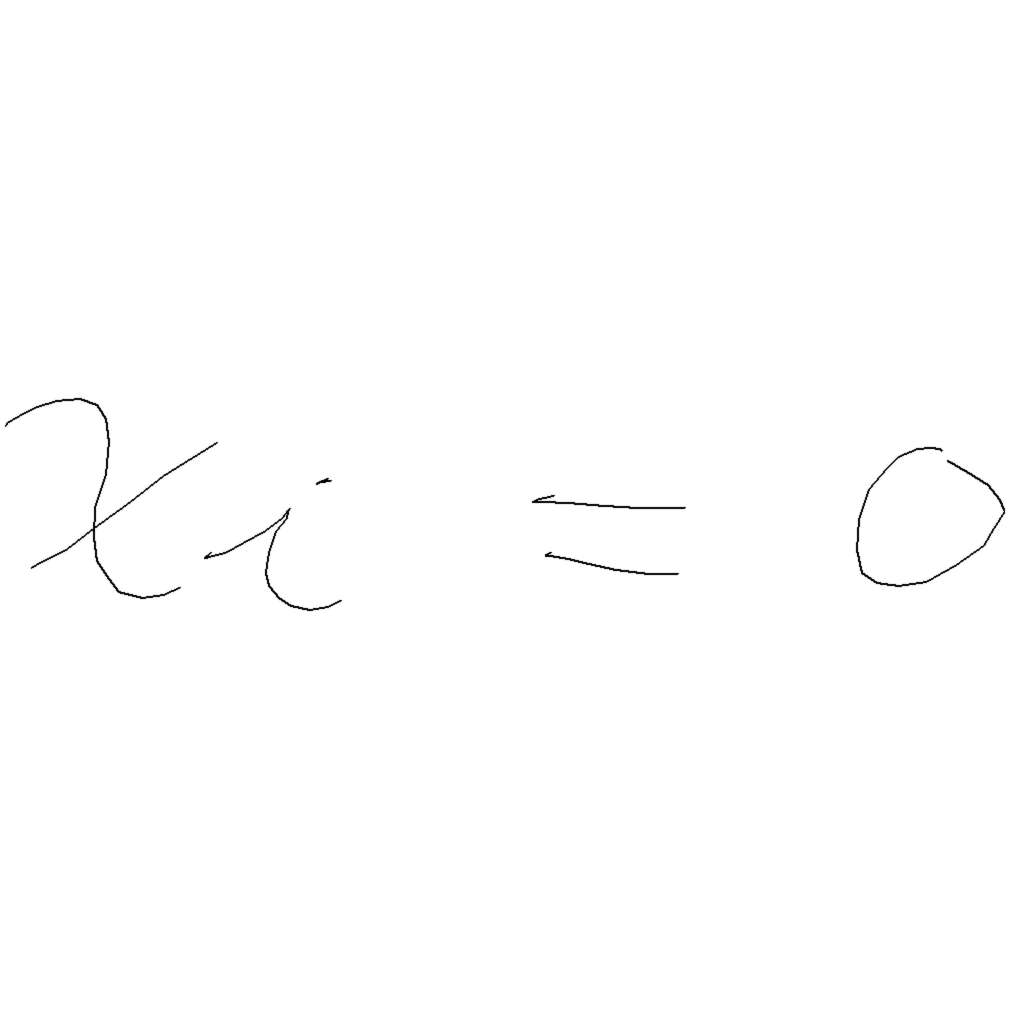 xᵢ = 0